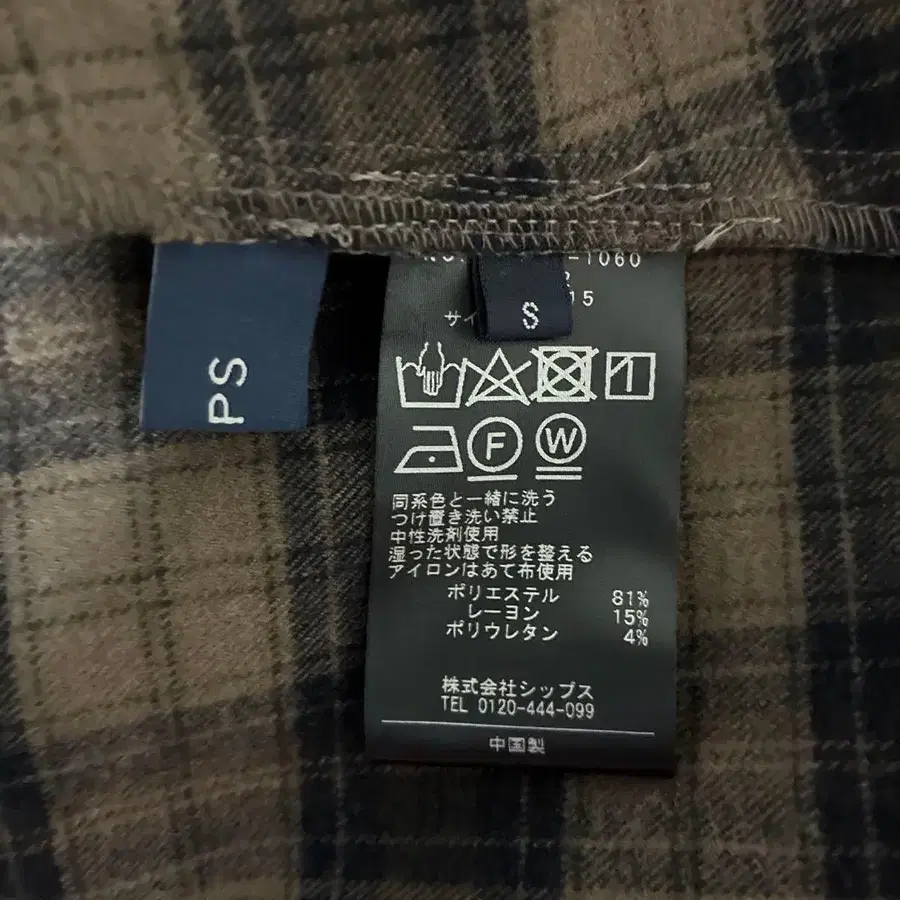 PS
-1060
15
サイ
S
F W
同系色と一緒に洗う
つけ置き洗い禁止
中性洗剤使用
湿った状態で形を整える
アイロンはあて布使用
ポリエステル 81%
レーヨン 15%
ポリウレタン 4%
株式会社シップス
TEL 0120-444-099
中国製